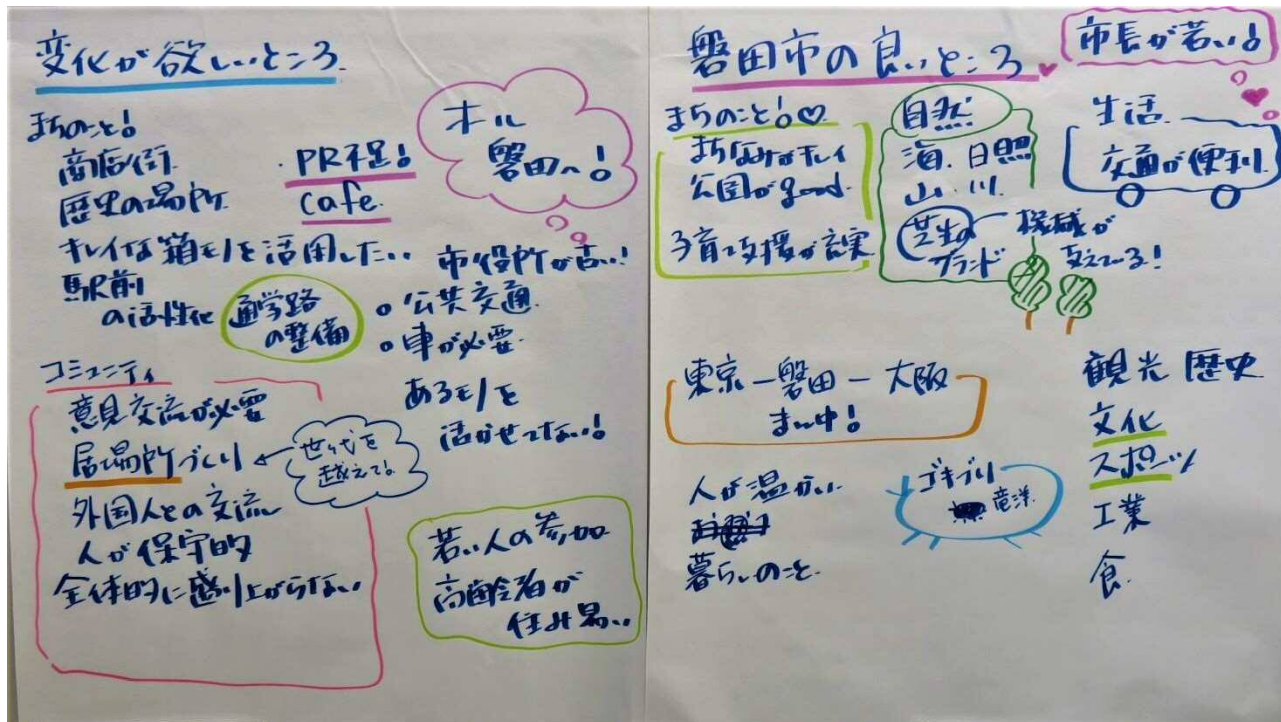 変化が欲しいところ
まちのこと!
商店街
歴史の場所
・PR不足!
cafe
キレイな箱モノを活用したい
駅前
の活性化
通学路
の整備
オール
磐田へ!
市役所が古い!
○公共交通
○車が必要
あるモノを
活かせてない!
コミュニティ
意見交流が必要
居場所づくり
世代を
越えて!
外国人との交流
人が保守的
全体的に盛り上がらない
若い人の参加
高齢者が
住み易い
磐田市の良いところ
市長が若い!
まちのこと!
まちなみがキレイ
公園がgood
子育て支援が充実
自然
海、日照
山、川
芝生の
ブランド
機械が
支えている!
生活
交通が便利
東京ー磐田ー大阪
まん中!
人が温かい
暮らしのこと
ゴキブリ
竜洋
観光 歴史
文化
スポーツ
工業
食